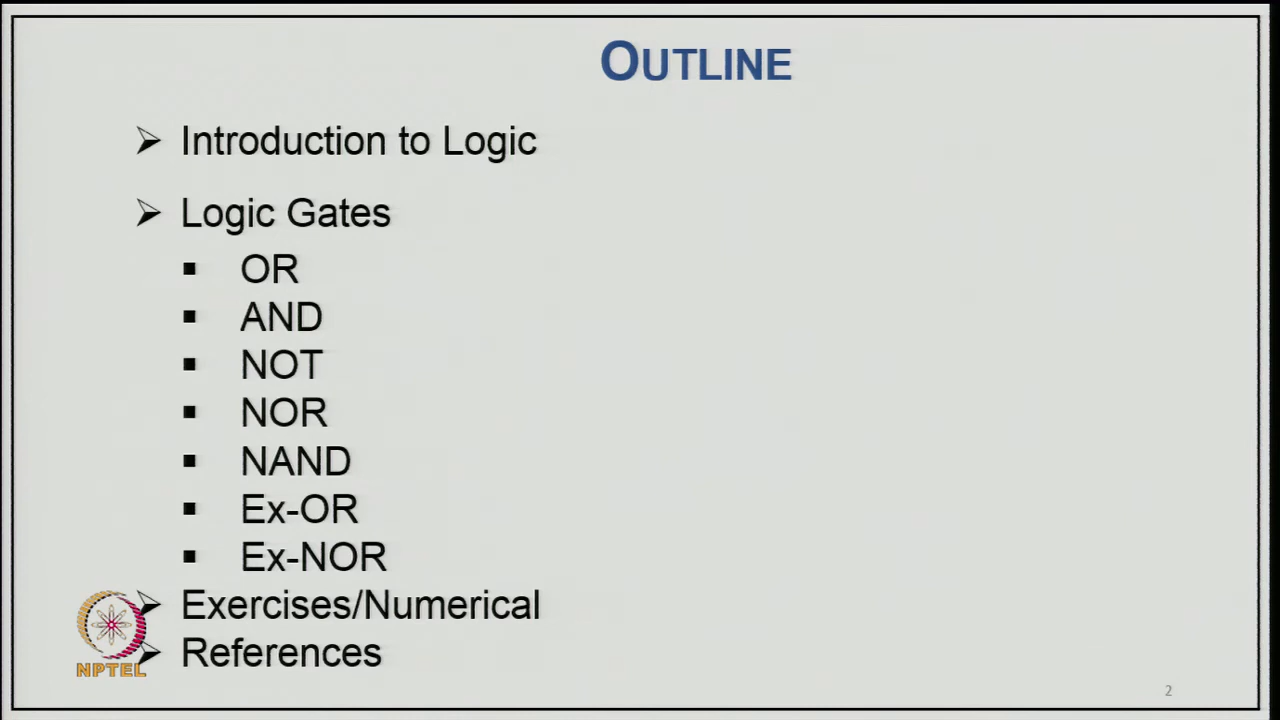 OUTLINE
Introduction to Logic
Logic Gates
OR
AND
NOT
NOR
NAND
Ex-OR
Ex-NOR
Exercises/Numerical
References
NPTEL
2